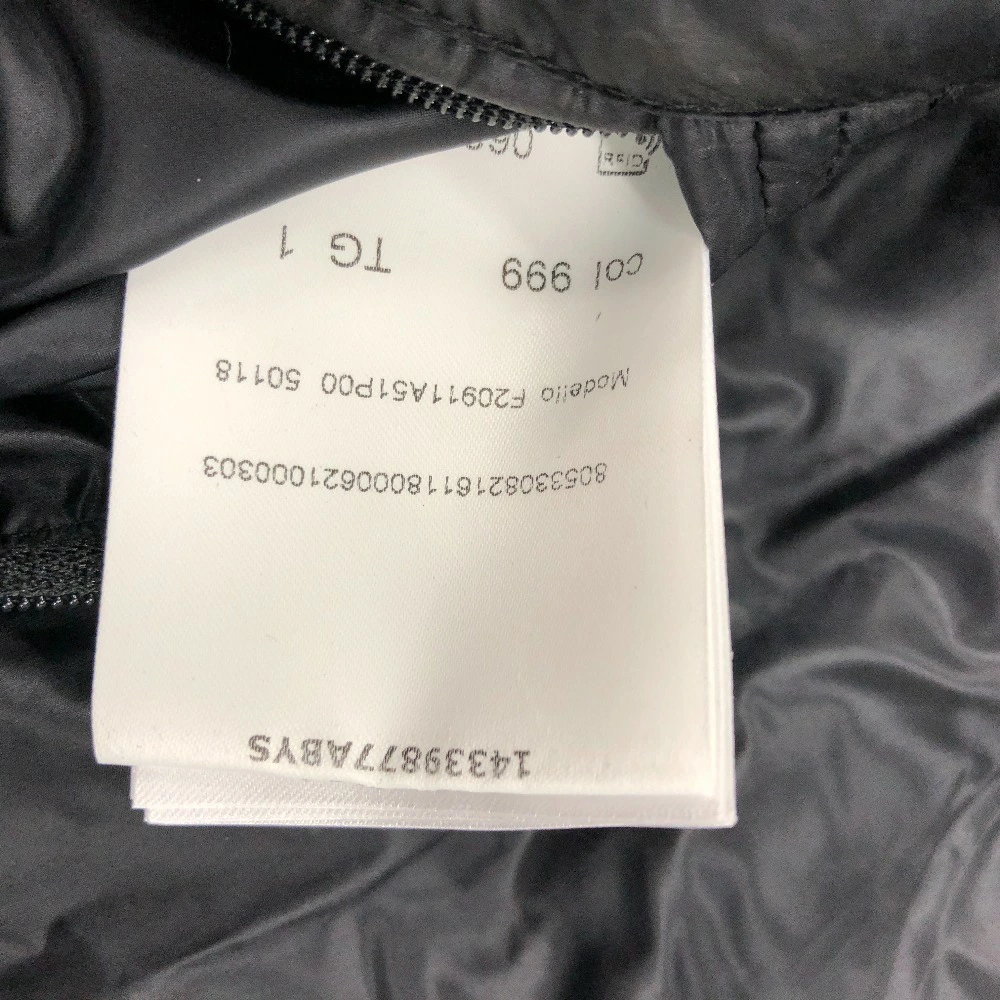 14339877ABYS
8053308216118000621000303
Modello F20911A51P00 50118
col 999 TG 1